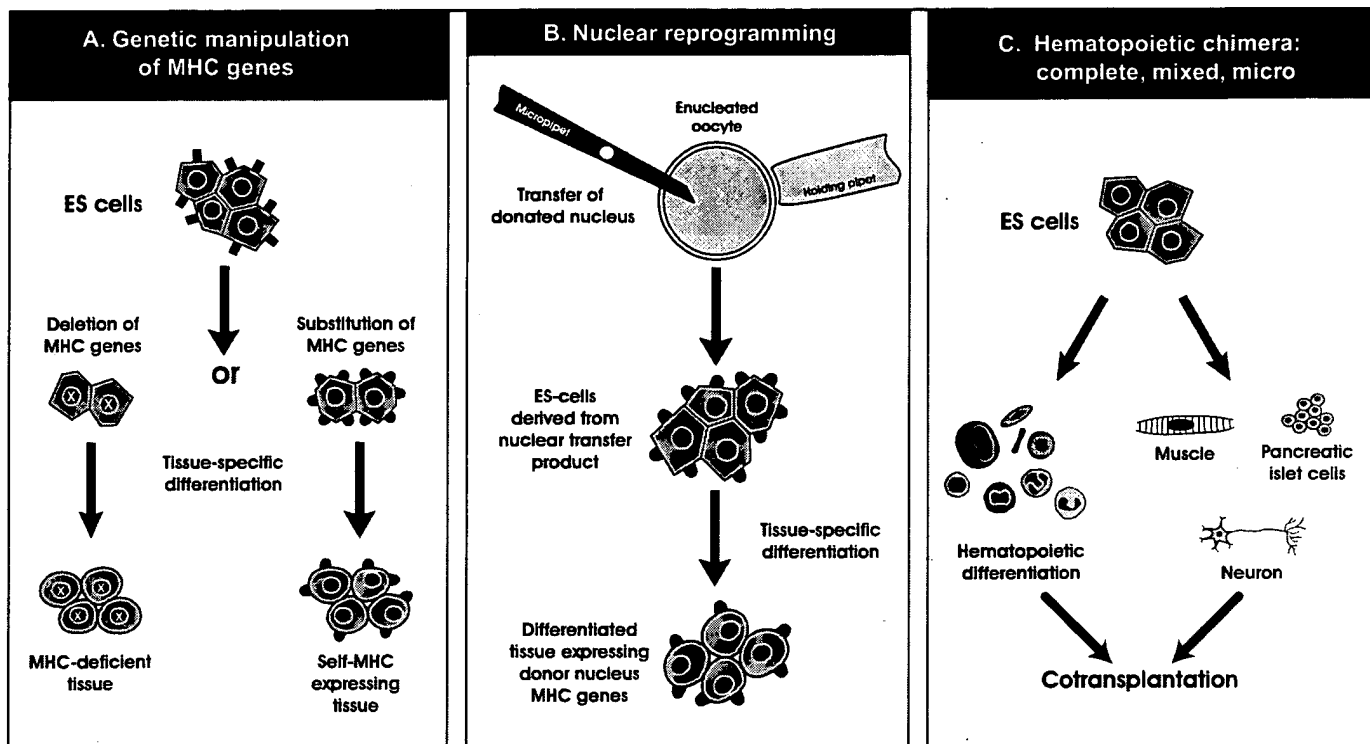 A. Genetic manipulation
of MHC genes
ES cells
Deletion of
MHC genes
or
Substitution of
MHC genes
X
X
Tissue-specific
differentiation
X
X
X
X
MHC-deficient
tissue
Self-MHC
expressing
tissue
B. Nuclear reprogramming
Micropipet
Enucleated
oocyte
Holding pipet
Transfer of
donated nucleus
ES-cells
derived from
nuclear transfer
product
Tissue-specific
differentiation
Differentiated
tissue expressing
donor nucleus
MHC genes
C. Hematopoietic chimera:
complete, mixed, micro
ES cells
Muscle
Pancreatic
islet cells
Hematopoietic
differentiation
Neuron
Cotransplantation